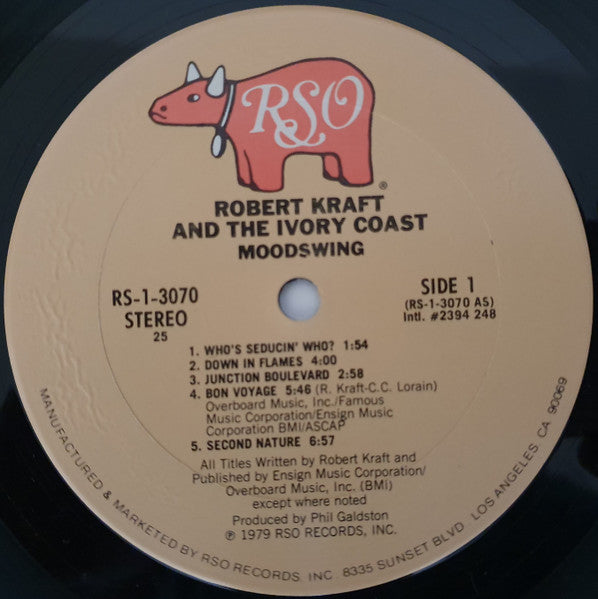 RSO
®
ROBERT KRAFT
AND THE IVORY COAST
MOODSWING
RS-1-3070
STEREO
25
SIDE 1
(RS-1-3070 AS)
Intl. #2394 248
1. WHO'S SEDUCIN' WHO? 1:54
2. DOWN IN FLAMES 4:00
3. JUNCTION BOULEVARD 2:58
4. BON VOYAGE 5:46 (R. Kraft-C.C. Lorain)
Overboard Music, Inc./Famous
Music Corporation/Ensign Music
Corporation BMI/ASCAP
5. SECOND NATURE 6:57
All Titles Written by Robert Kraft and
Published by Ensign Music Corporation/
Overboard Music, Inc. (BMI)
except where noted
Produced by Phil Galdston
℗ 1979 RSO RECORDS, INC.
MANUFACTURED & MARKETED BY RSO RECORDS, INC. 8335 SUNSET BLVD. LOS ANGELES, CA 90069